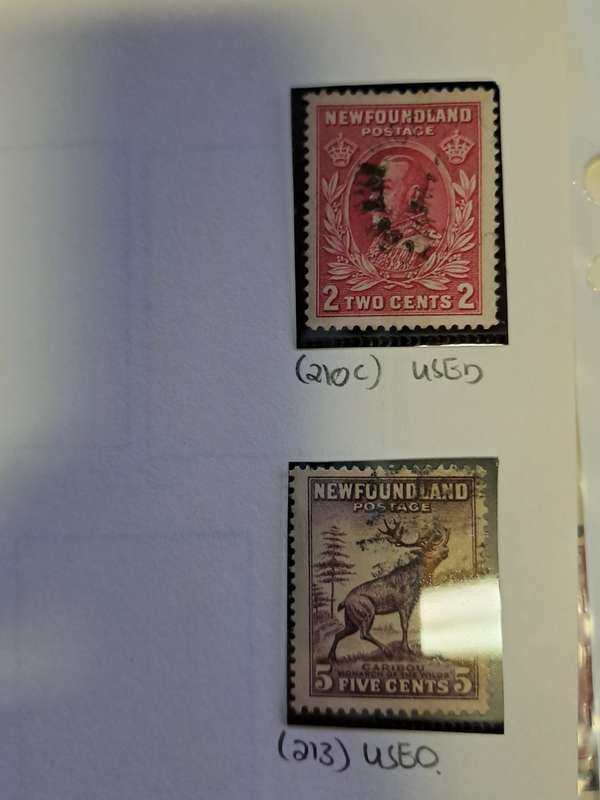 NEWFOUNDLAND
POSTAGE
2 TWO CENTS 2
(210c) USED
NEWFOUNDLAND
POSTAGE
CARIBOU
MONARCH OF THE WILDS
5 FIVE CENTS 5
(213) USED